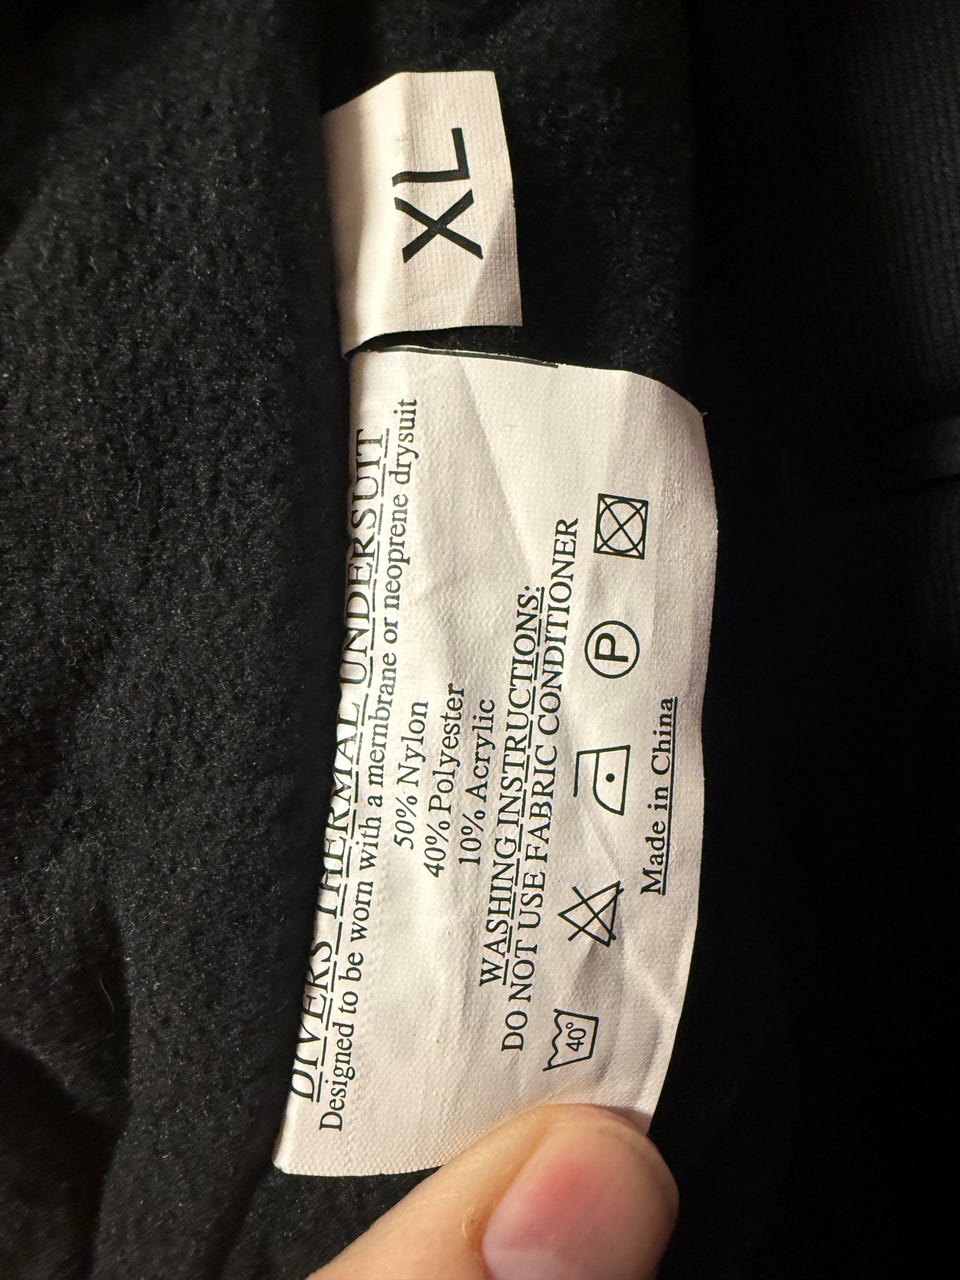 XL
DIVERS THERMAL UNDERSUIT
Designed to be worn with a membrane or neoprene drysuit
50% Nylon
40% Polyester
10% Acrylic
WASHING INSTRUCTIONS:
DO NOT USE FABRIC CONDITIONER
40° P
Made in China